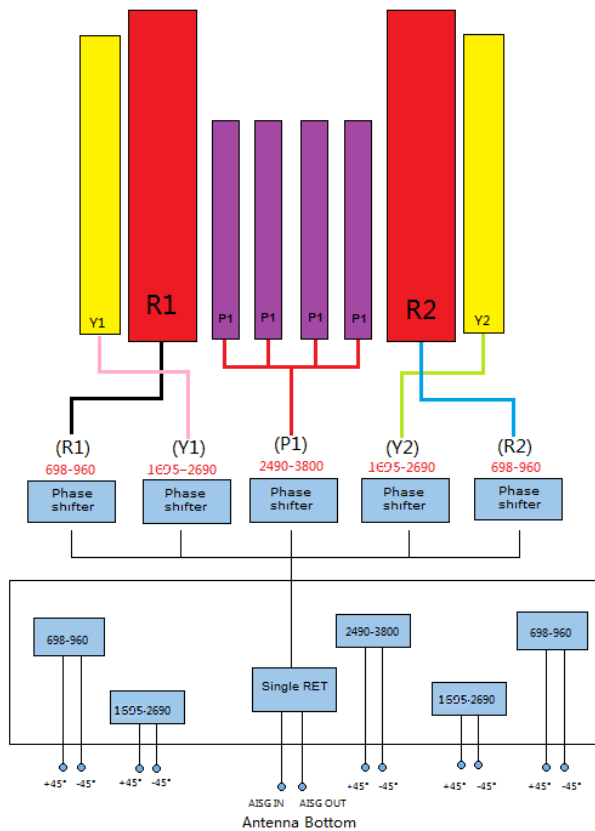 Y1
R1
P1
P1
P1
P1
R2
Y2
(R1)
698-960
Phase
shifter
(Y1)
1695-2690
Phase
shifter
(P1)
2490-3800
Phase
shifter
(Y2)
1695-2690
Phase
shifter
(R2)
698-960
Phase
shifter
698-960
1695-2690
Single RET
2490-3800
1695-2690
698-960
+45°
-45°
+45°
-45°
AISG IN
AISG OUT
+45°
-45°
+45°
-45°
+45°
-45°
Antenna Bottom